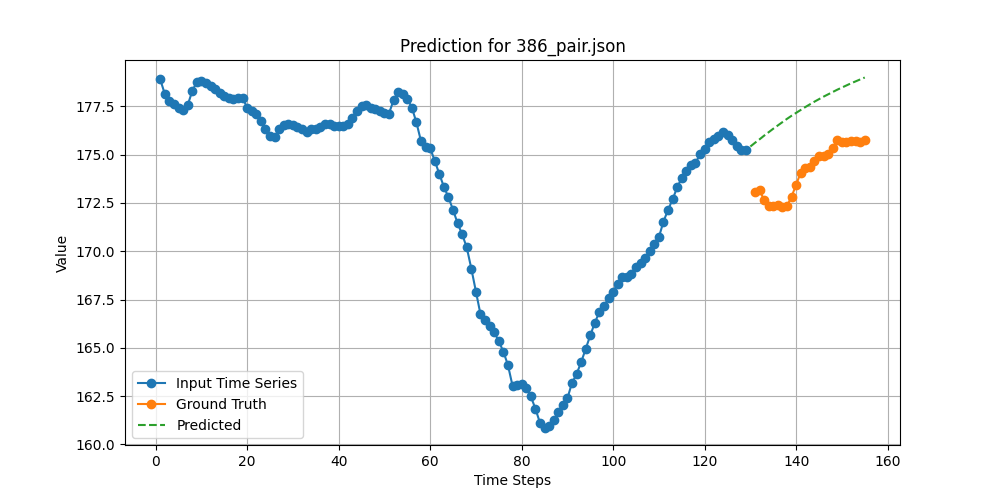 Prediction for 386_pair.json
Value
177.5
175.0
172.5
170.0
167.5
165.0
162.5
160.0
Input Time Series
Ground Truth
Predicted
0 20 40 60 80 100 120 140 160
Time Steps